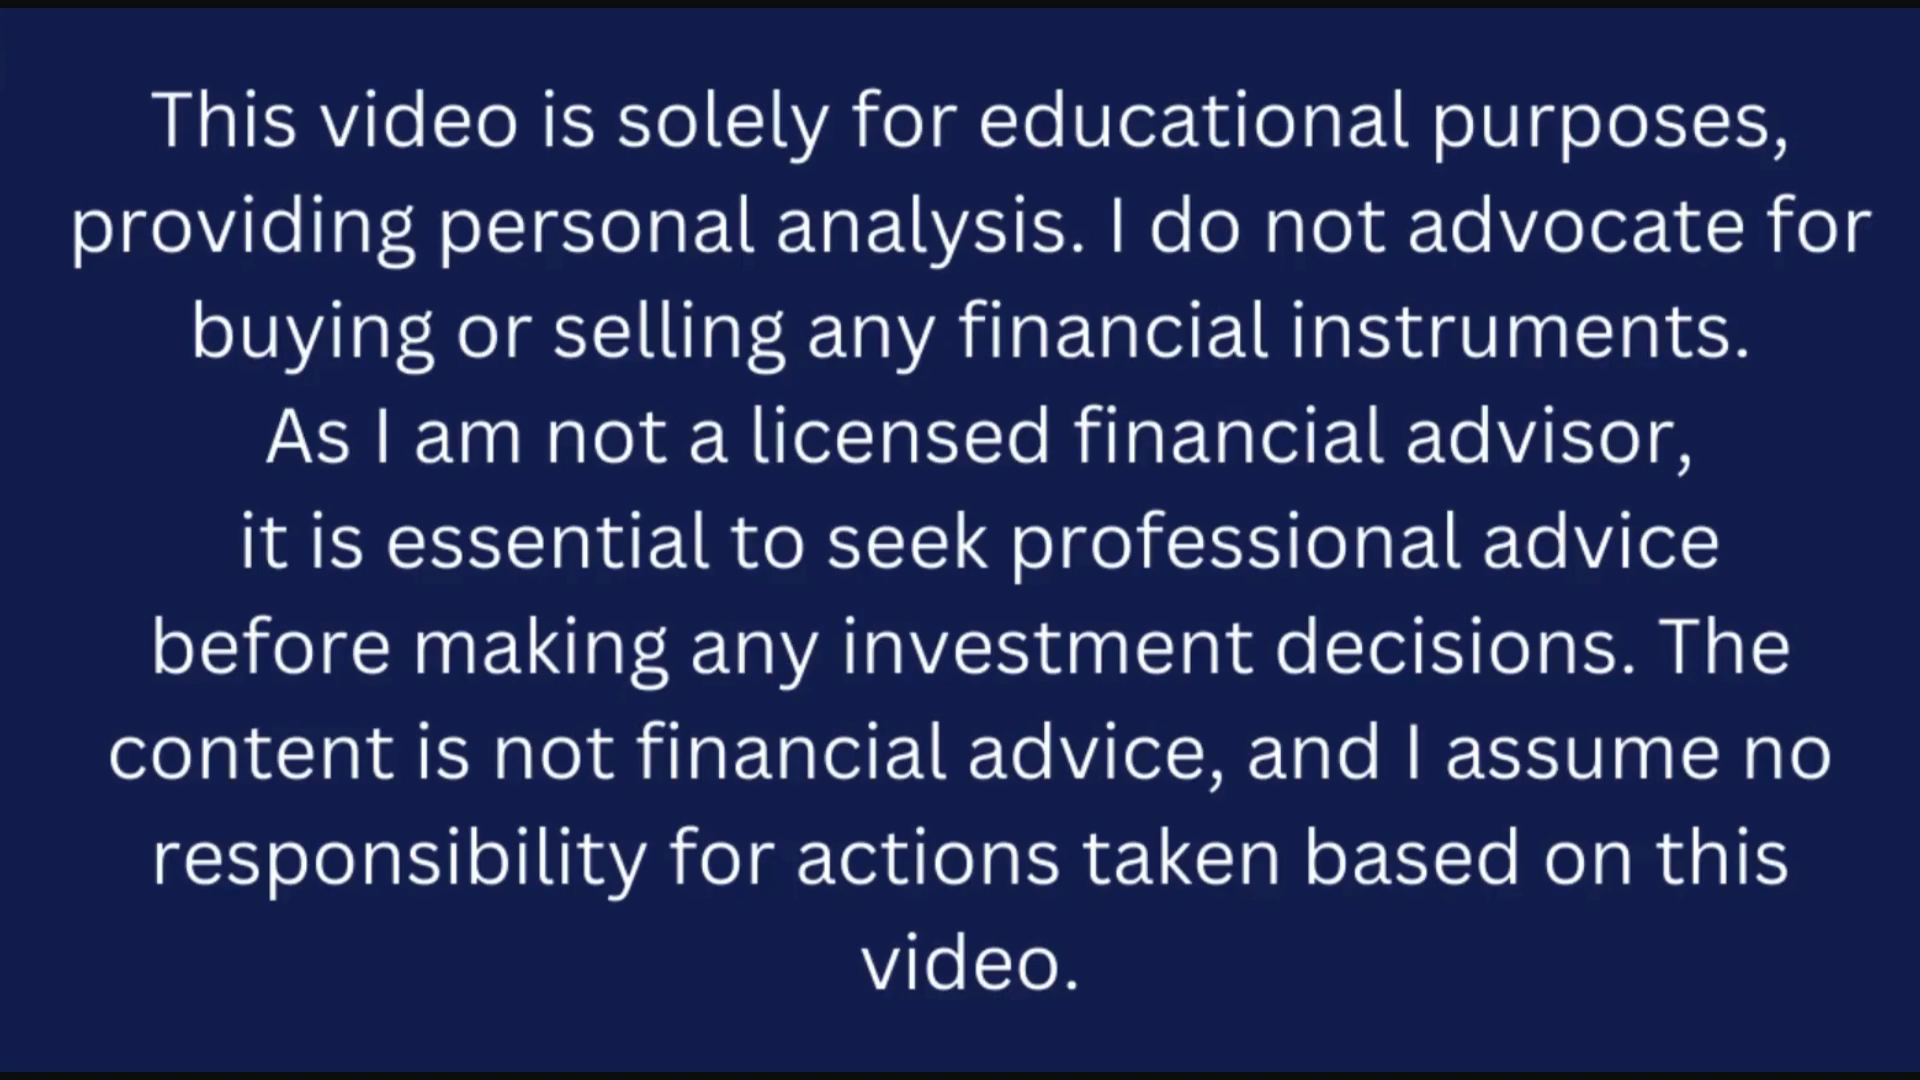 This video is solely for educational purposes,
providing personal analysis. I do not advocate for
buying or selling any financial instruments.
As I am not a licensed financial advisor,
it is essential to seek professional advice
before making any investment decisions. The
content is not financial advice, and I assume no
responsibility for actions taken based on this
video.